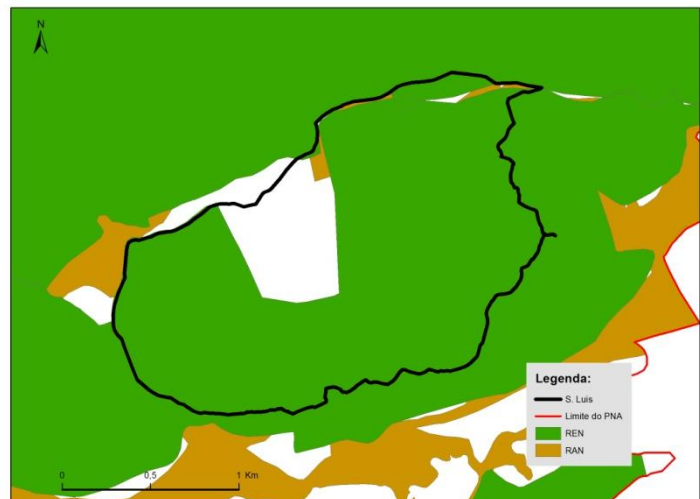 N
Legenda:
S. Luis
Limite do PNA
REN
RAN
0 0,5 1 Km